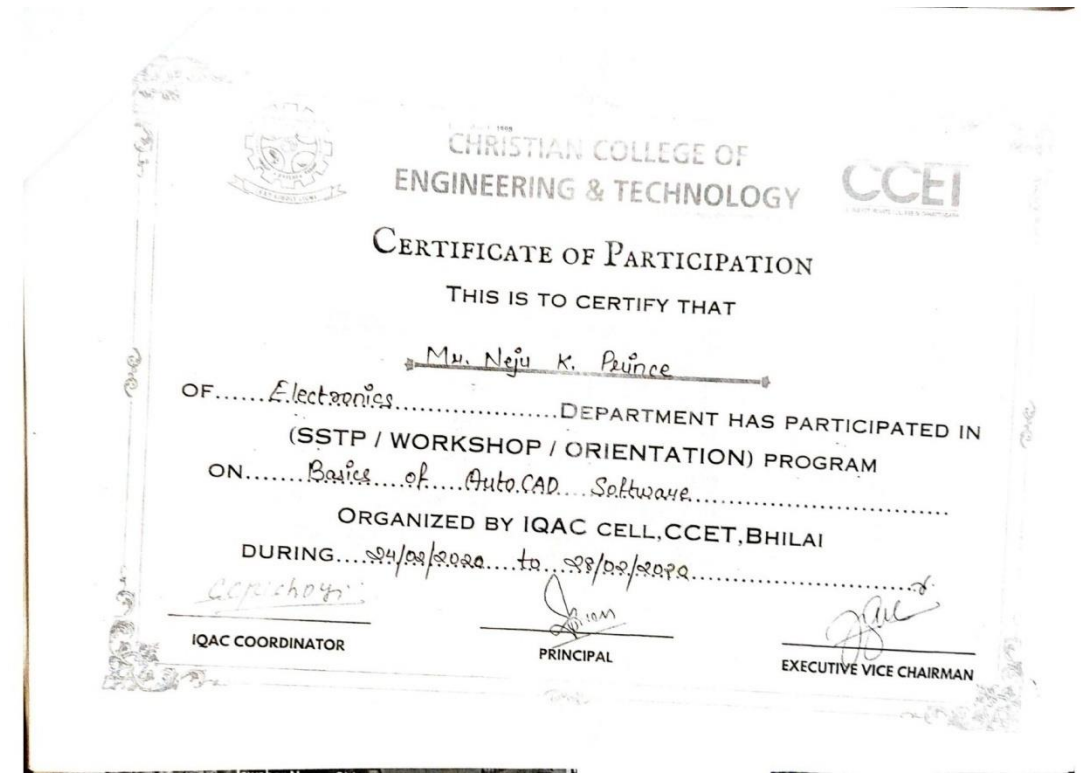 CHRISTIAN COLLEGE OF
ENGINEERING & TECHNOLOGY
CCET
CERTIFICATE OF PARTICIPATION
THIS IS TO CERTIFY THAT
Mr. Neju K. Prince
OF......Electronics..................DEPARTMENT HAS PARTICIPATED IN
(SSTP / WORKSHOP / ORIENTATION) PROGRAM
ON.......Basics...of....AutoCAD....Software............................
ORGANIZED BY IQAC CELL,CCET,BHILAI
DURING....24/02/2020....to...28/02/2020.........................
IQAC COORDINATOR
PRINCIPAL
EXECUTIVE VICE CHAIRMAN